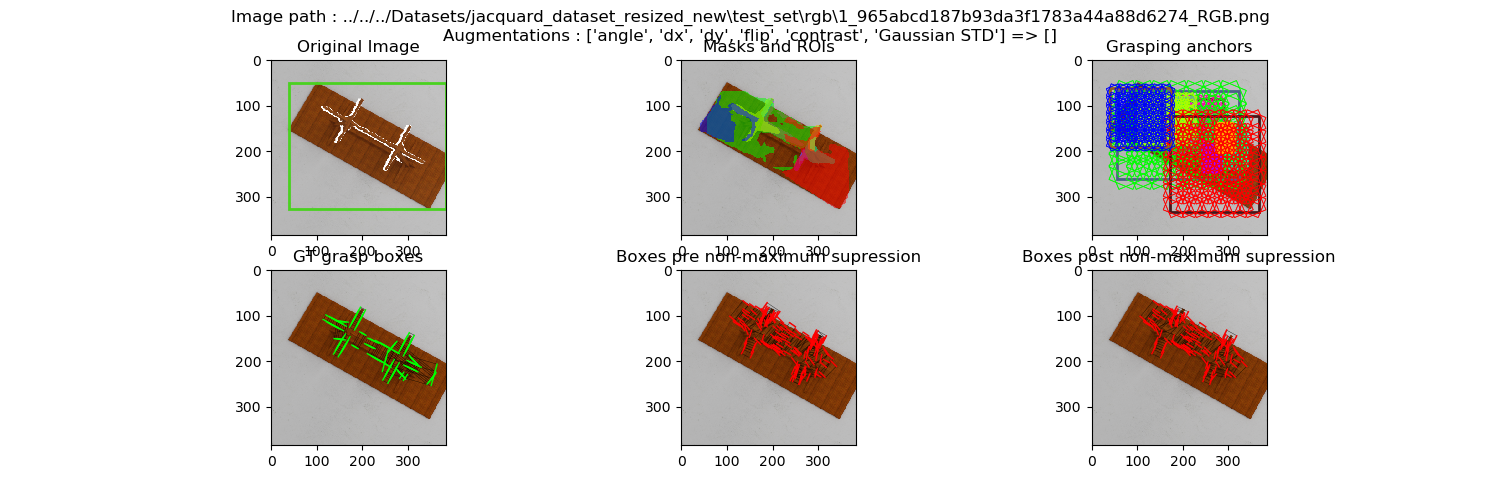 Image path : ../../../Datasets/jacquard_dataset_resized_new\test_set\rgb\1_965abcd187b93da3f1783a44a88d6274_RGB.png
Augmentations : ['angle', 'dx', 'dy', 'flip', 'contrast', 'Gaussian STD'] => []
Original Image
Masks and ROIs
Grasping anchors
0
100
200
300
0 100 200 300
0
100
200
300
0 100 200 300
0
100
200
300
0 100 200 300
GT grasp boxes
Boxes pre non-maximum supression
Boxes post non-maximum supression
0
100
200
300
0 100 200 300
0
100
200
300
0 100 200 300
0
100
200
300
0 100 200 300